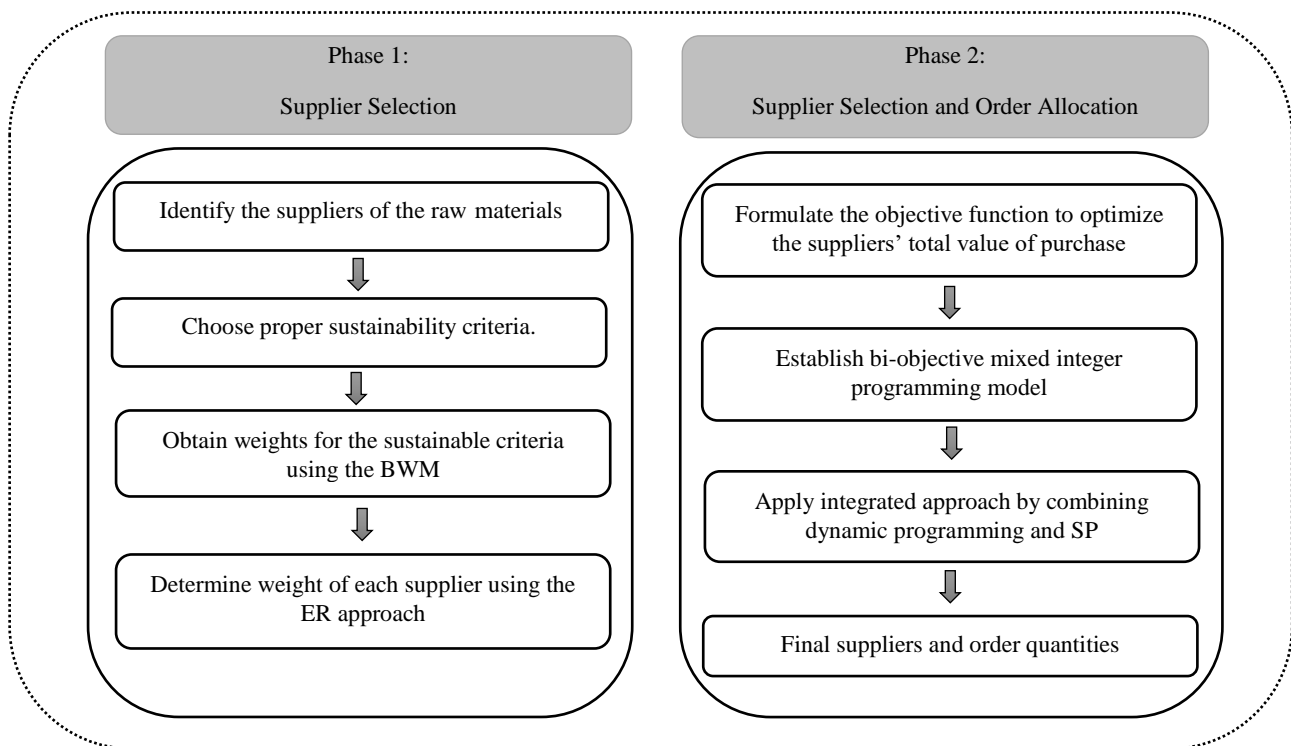 Phase 1:
Supplier Selection
Identify the suppliers of the raw materials
Choose proper sustainability criteria.
Obtain weights for the sustainable criteria
using the BWM
Determine weight of each supplier using the
ER approach
Phase 2:
Supplier Selection and Order Allocation
Formulate the objective function to optimize
the suppliers’ total value of purchase
Establish bi-objective mixed integer
programming model
Apply integrated approach by combining
dynamic programming and SP
Final suppliers and order quantities